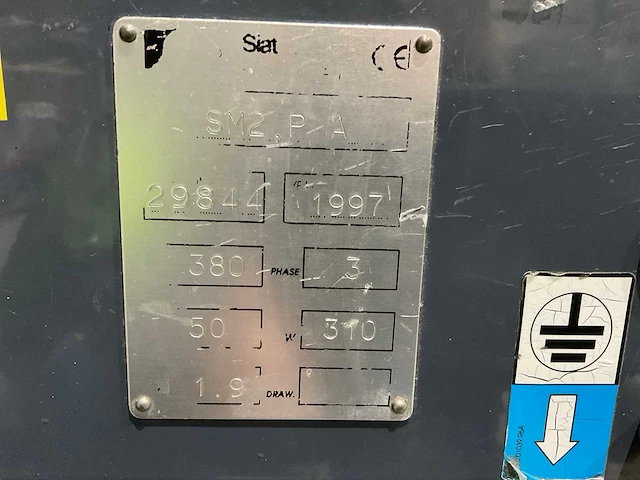 Siat
CE
SM2.P/A
29844 1997
380 PHASE 3
50 W 310
1.9 DRAW.